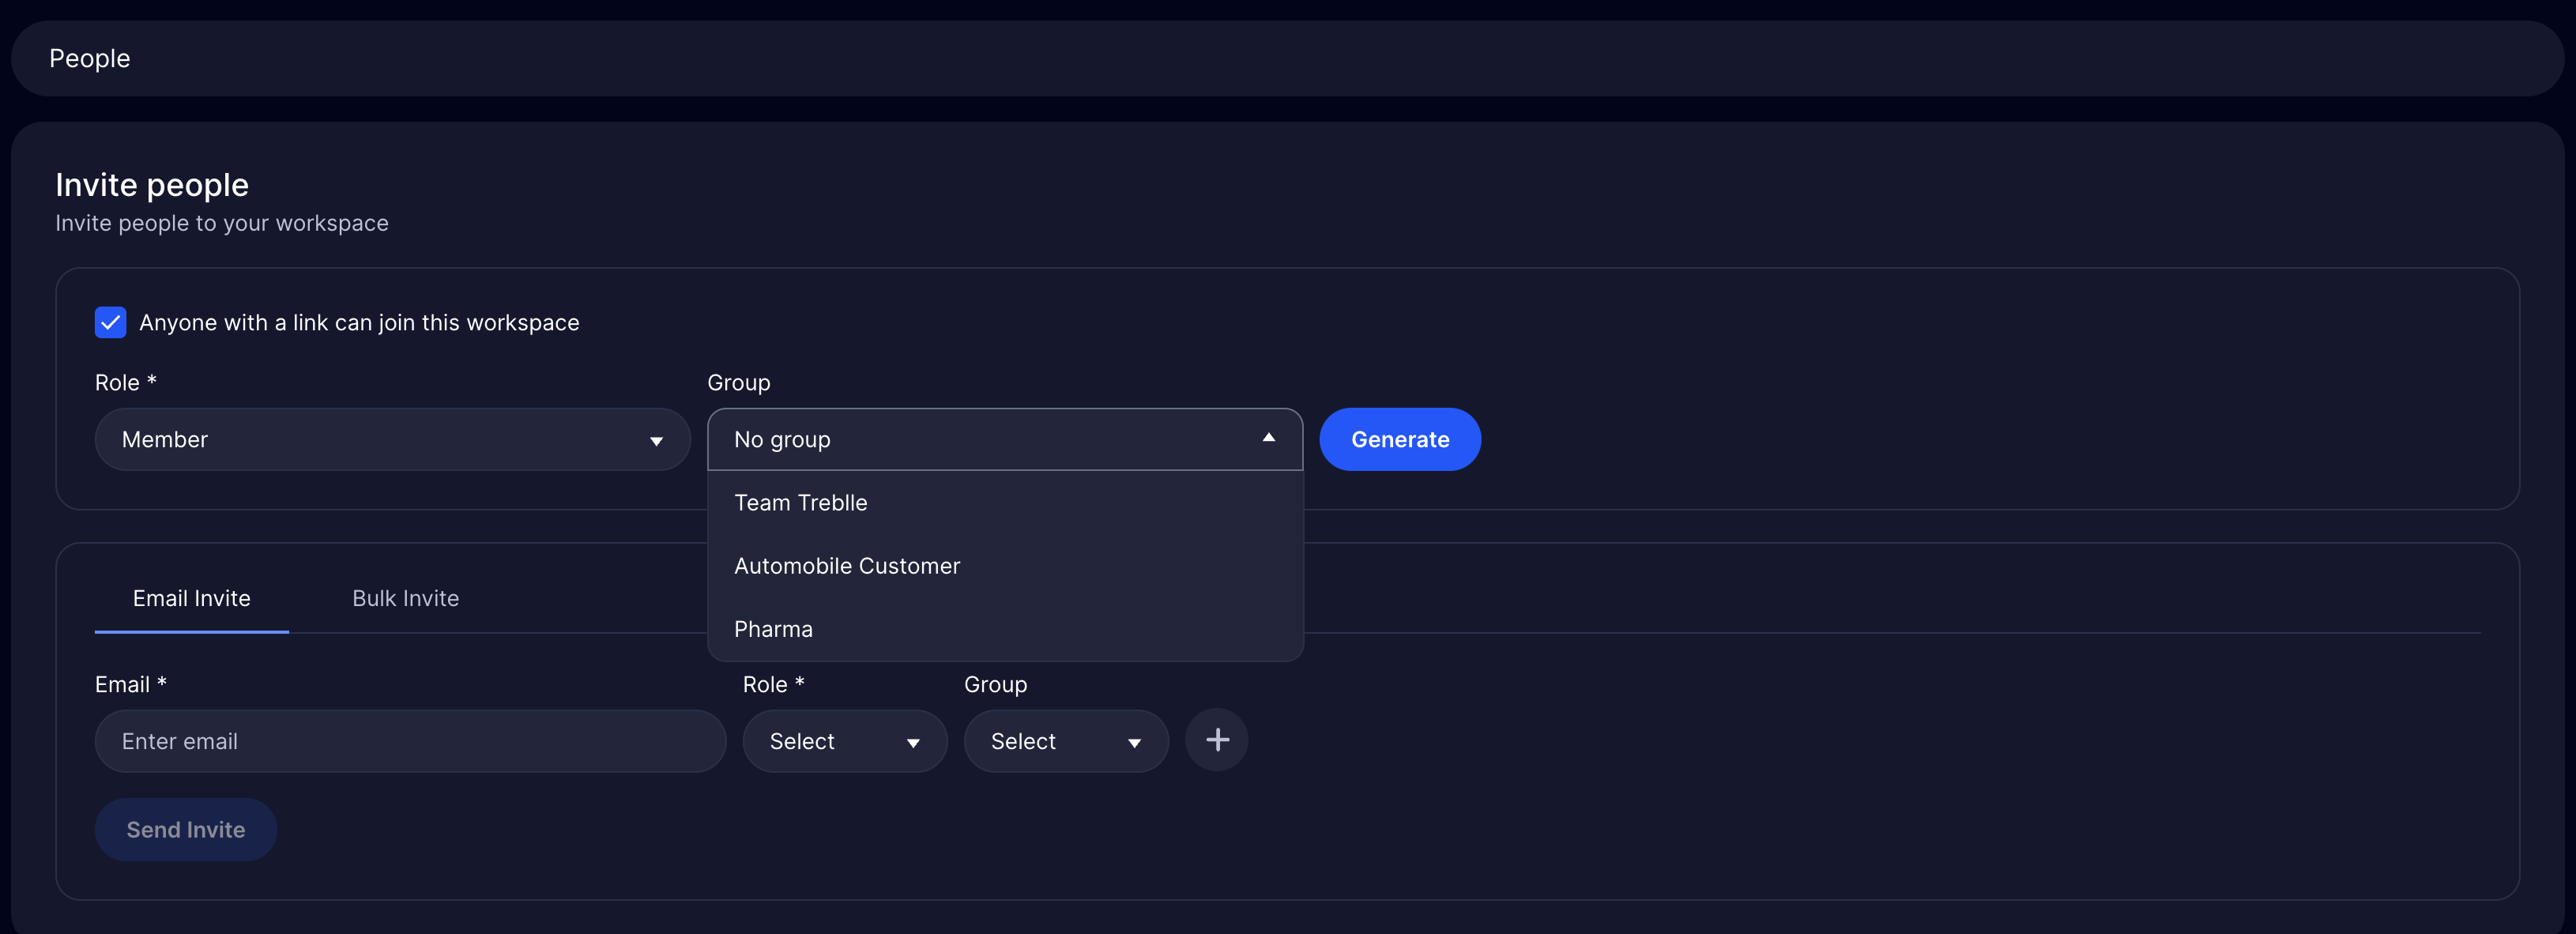 People
Invite people
Invite people to your workspace
Anyone with a link can join this workspace
Role *
Group
Member
No group
Generate
Team Treblle
Automobile Customer
Pharma
Email Invite
Bulk Invite
Email *
Role *
Group
Enter email
Select
Select
Send Invite